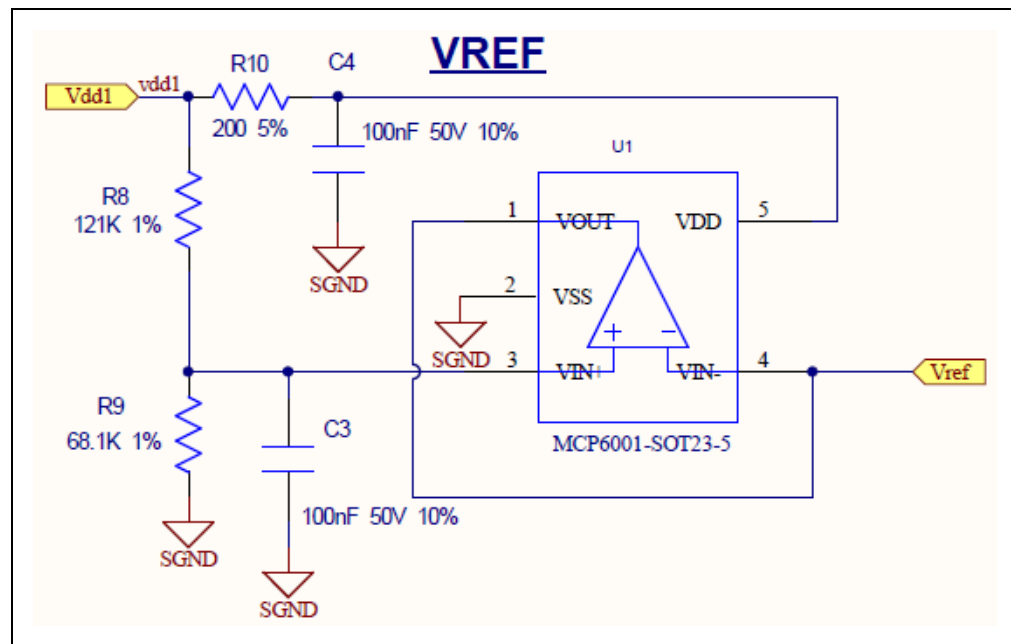 VREF
R10
C4
Vdd1
vdd1
200 5%
100nF 50V 10%
U1
R8
121K 1%
SGND
1
VOUT
VDD
5
2
VSS
SGND
+
−
3
VIN+
VIN-
4
Vref
R9
68.1K 1%
C3
MCP6001-SOT23-5
100nF 50V 10%
SGND
SGND